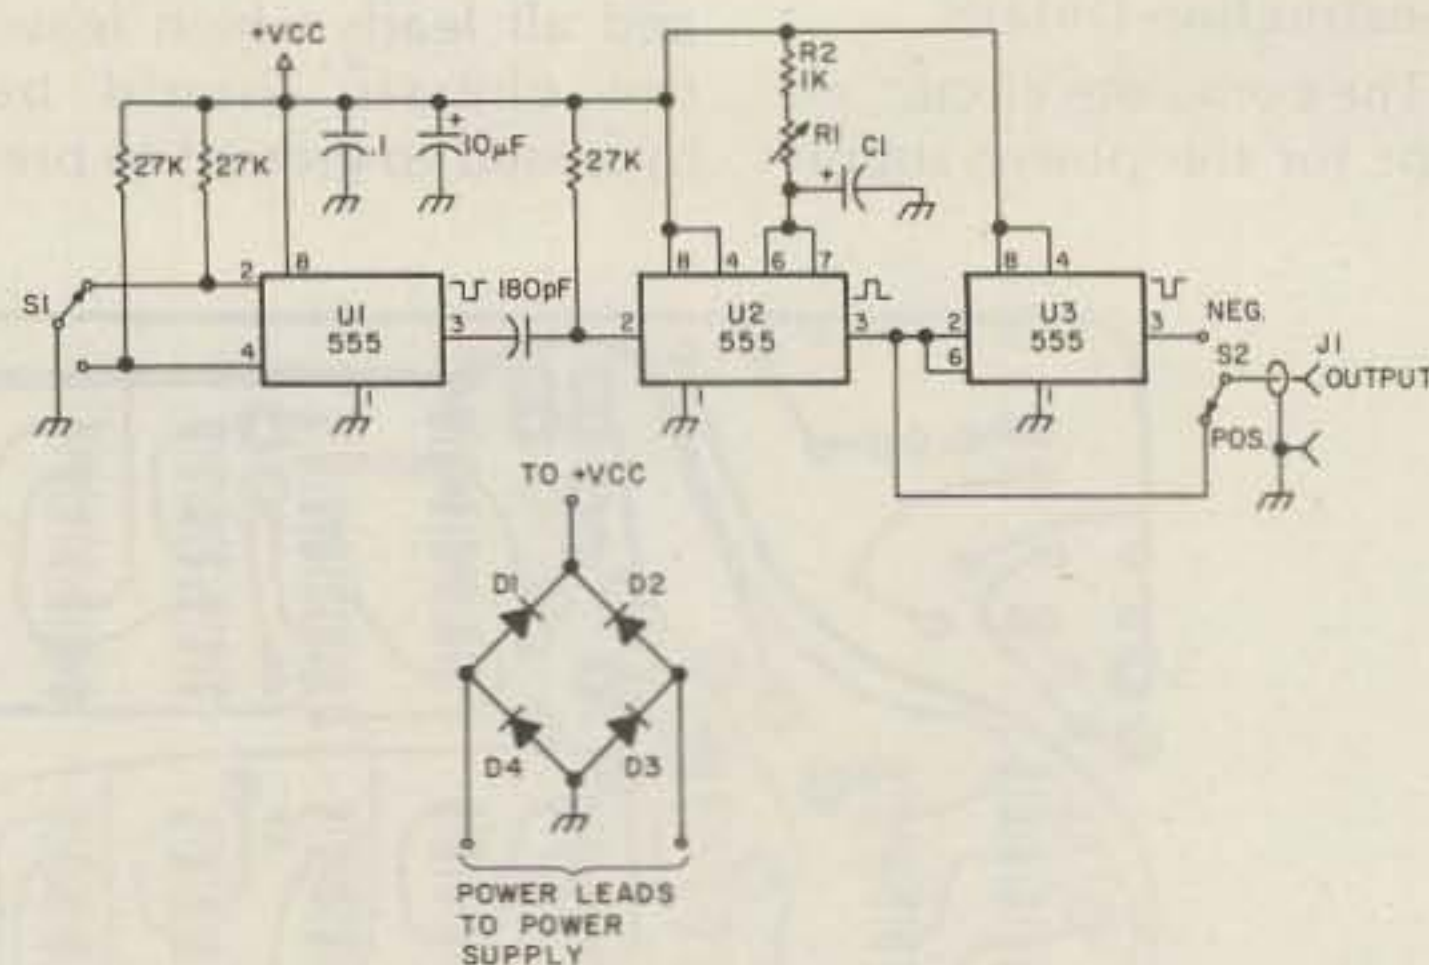 +VCC
R2
1K
R1
C1
+
27K
27K
.1
+
10µF
27K
2
8
8
4
6
7
8
4
S1
U1
555
180pF
3
2
U2
555
3
2
6
U3
555
3
NEG.
S2
J1
OUTPUT
4
1
1
1
POS.
TO +VCC
D1
D2
D4
D3
POWER LEADS
TO POWER
SUPPLY